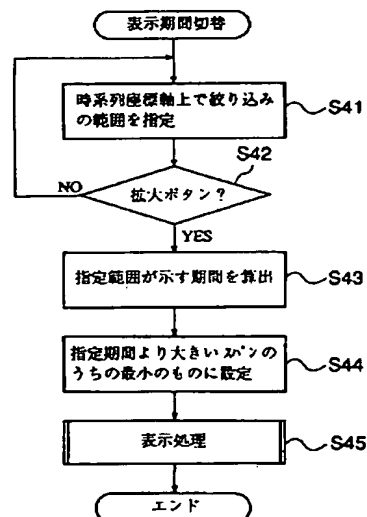 表示期間切替
時系列座標軸上で絞り込み
の範囲を指定
S41
S42
拡大ボタン?
NO
YES
指定範囲が示す期間を算出
S43
指定期間より大きいスパンの
うちの最小のものに設定
S44
表示処理
S45
エンド